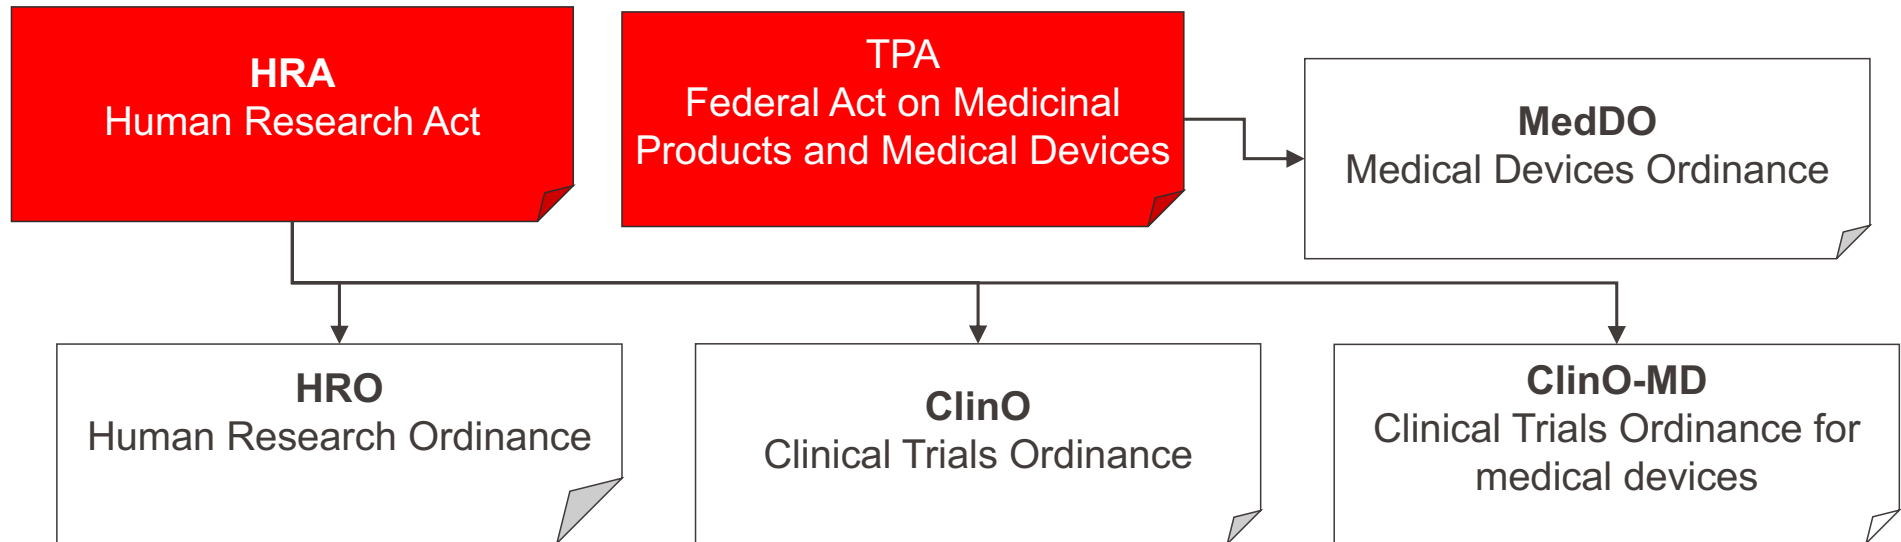 HRA
Human Research Act
TPA
Federal Act on Medicinal
Products and Medical Devices
MedDO
Medical Devices Ordinance
HRO
Human Research Ordinance
ClinO
Clinical Trials Ordinance
ClinO-MD
Clinical Trials Ordinance for
medical devices